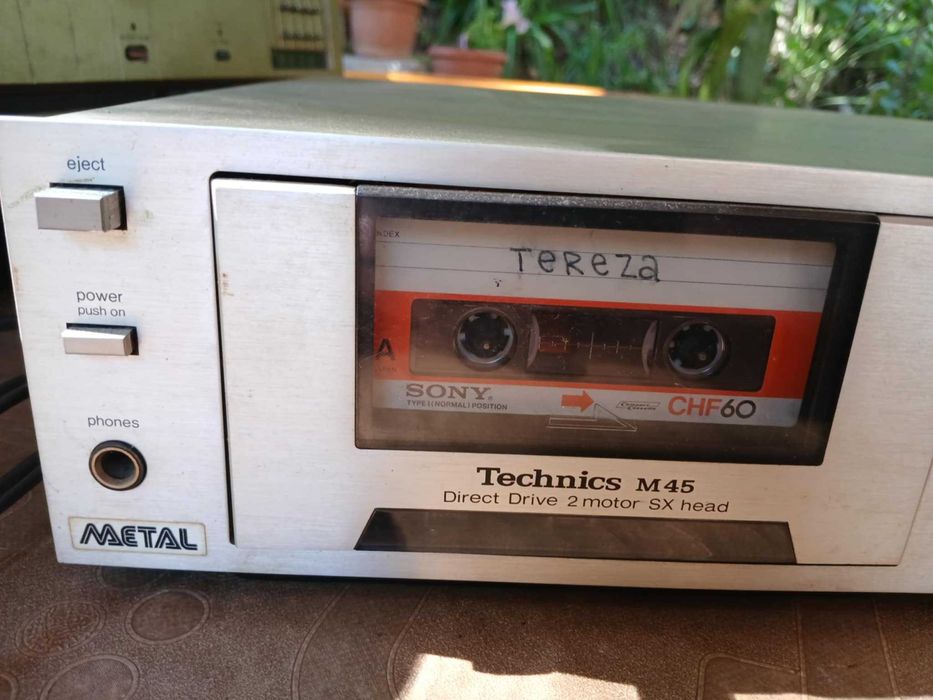 eject
power
push on
phones
METAL
NDEX
TeReza
A
SONY®
TYPE I (NORMAL) POSITION
CHF60
Technics M45
Direct Drive 2 motor SX head